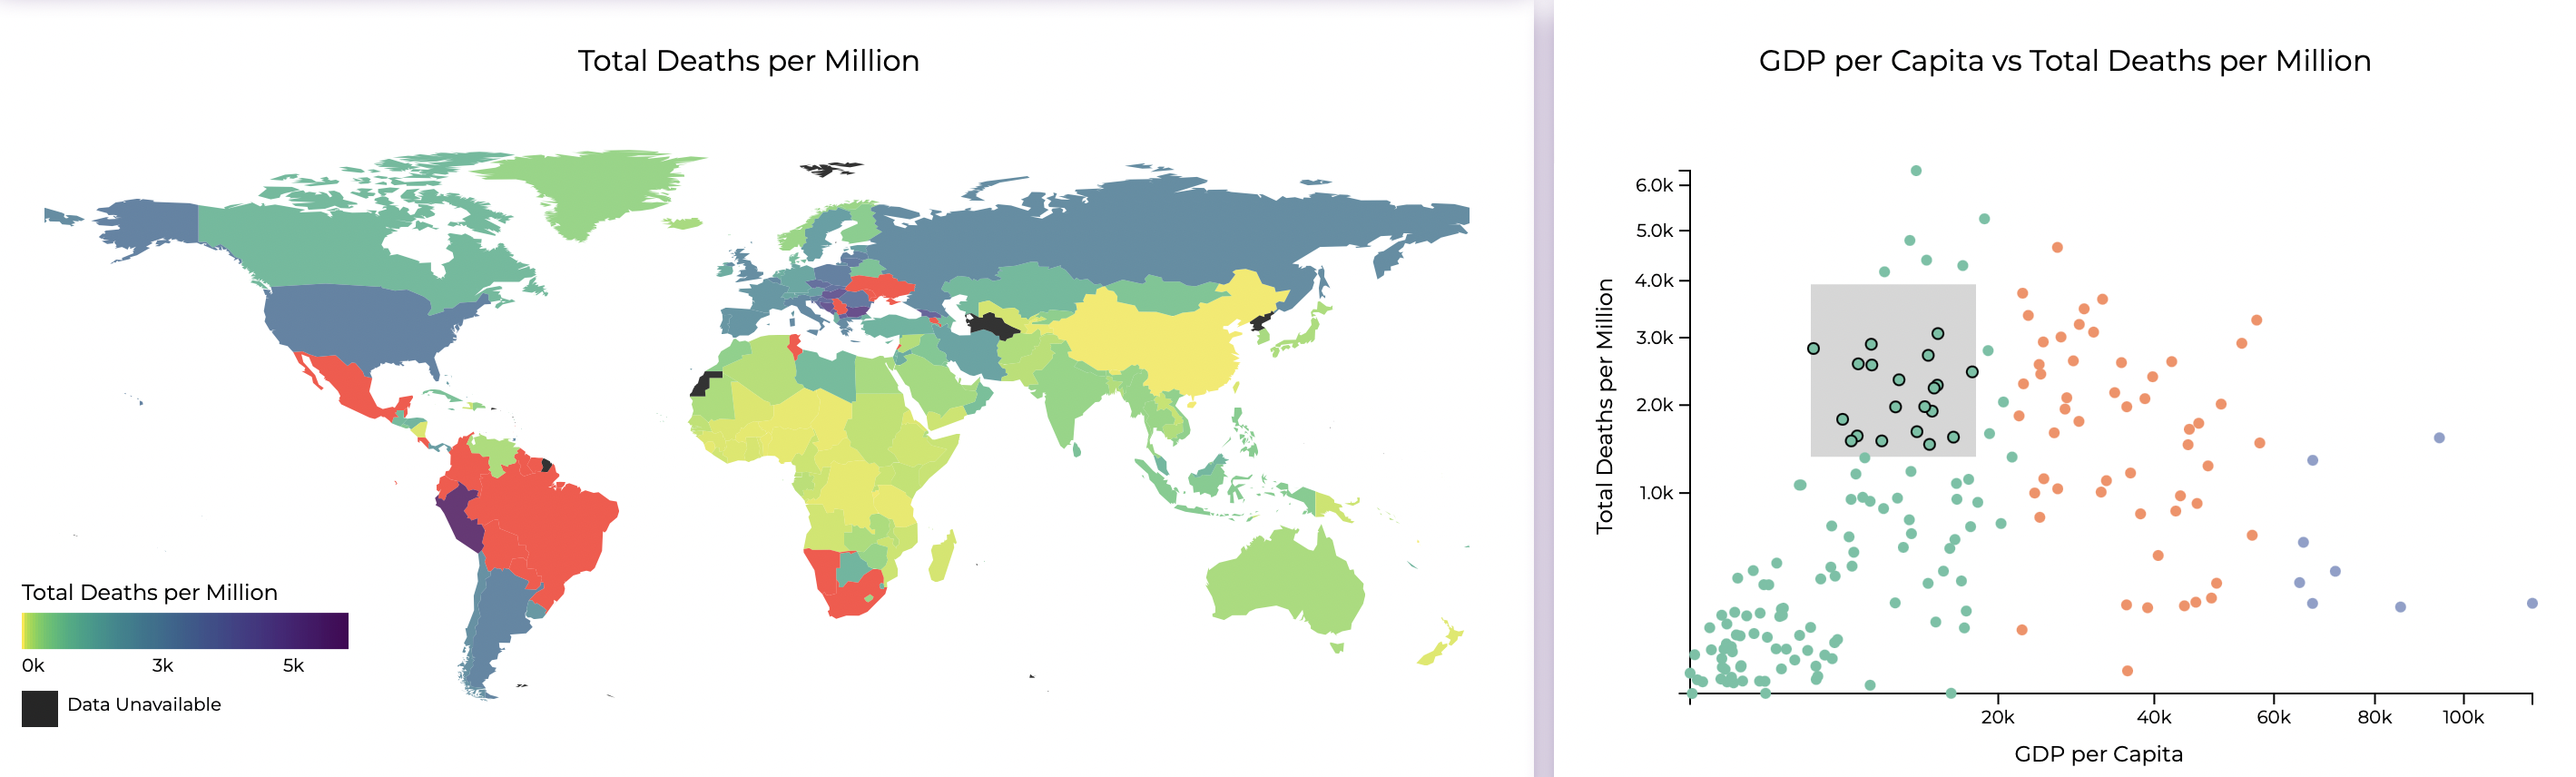 Total Deaths per Million
Total Deaths per Million
0k 3k 5k
Data Unavailable
GDP per Capita vs Total Deaths per Million
Total Deaths per Million
6.0k
5.0k
4.0k
3.0k
2.0k
1.0k
20k 40k 60k 80k 100k
GDP per Capita